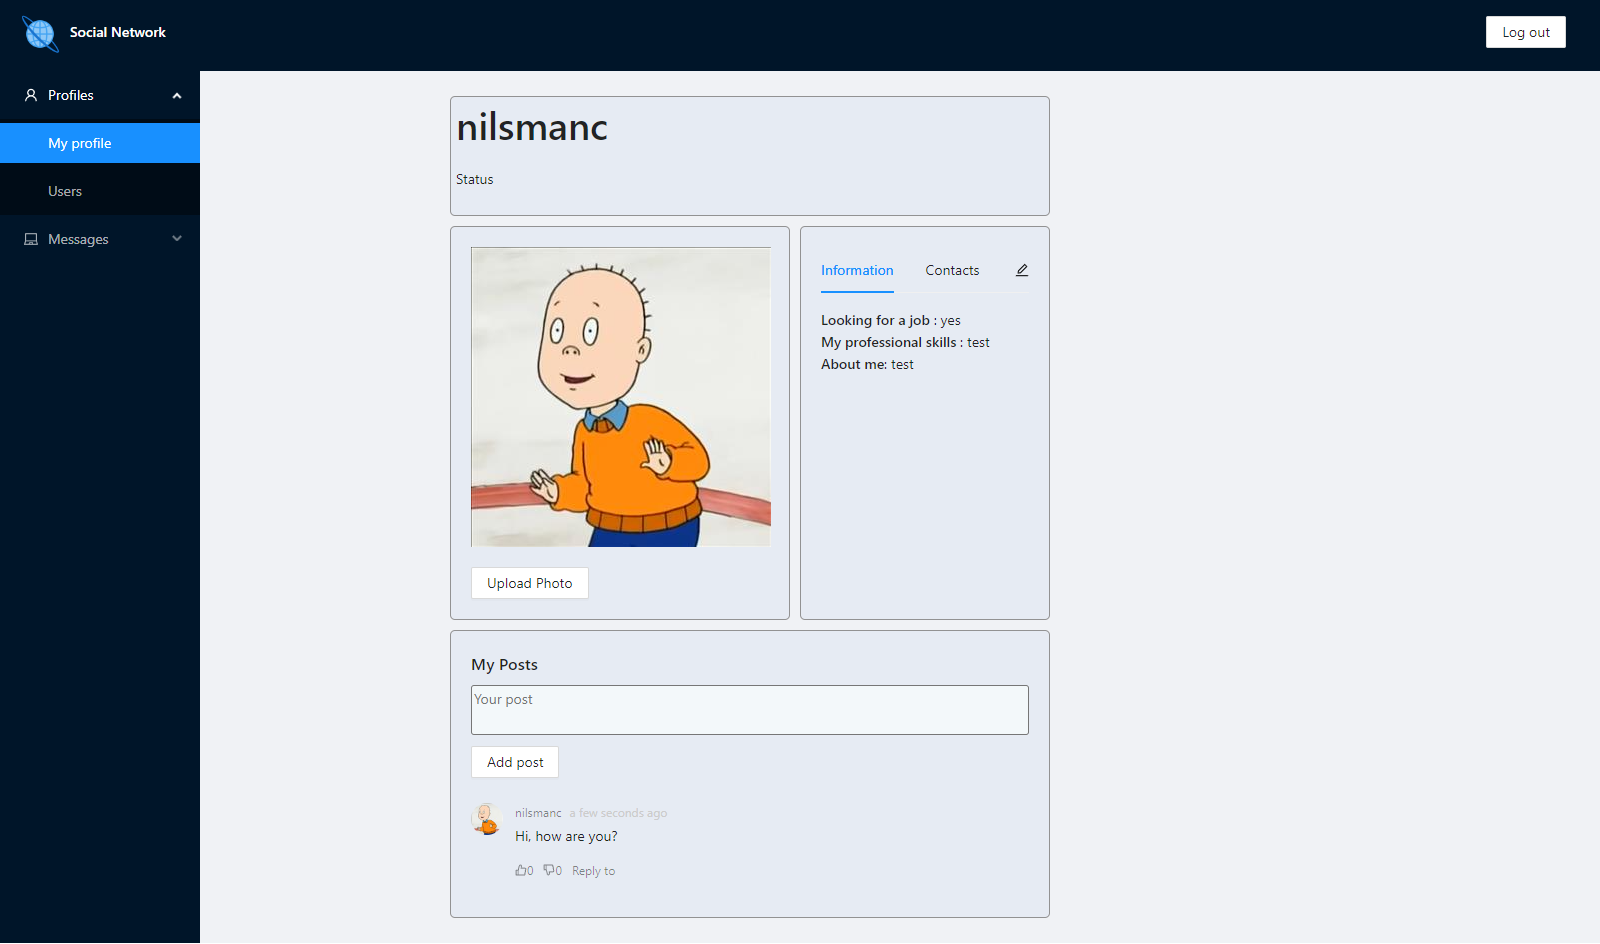 Social Network
Log out
Profiles
My profile
Users
Messages
nilsmanc
Status
Upload Photo
Information Contacts
Looking for a job : yes
My professional skills : test
About me: test
My Posts
Your post
Add post
nilsmanc a few seconds ago
Hi, how are you?
0 0 Reply to